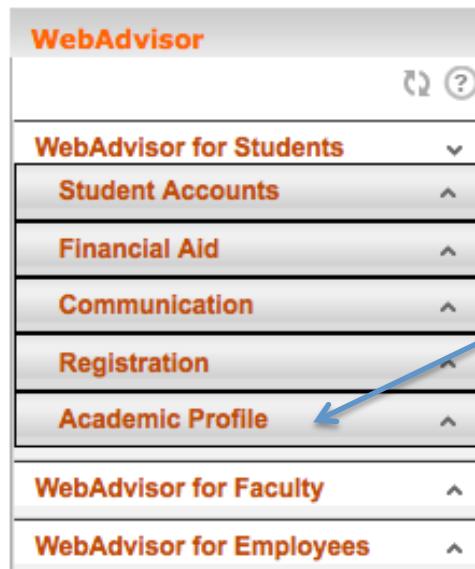 WebAdvisor
?
WebAdvisor for Students
Student Accounts
Financial Aid
Communication
Registration
Academic Profile
WebAdvisor for Faculty
WebAdvisor for Employees